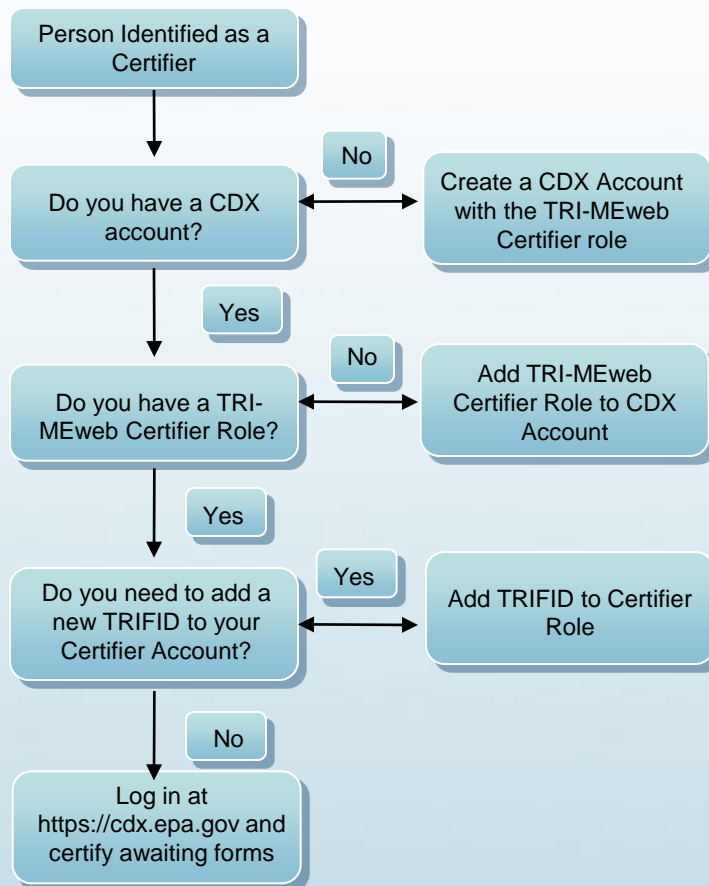 Person Identified as a
Certifier
No
Do you have a CDX
account?
Create a CDX Account
with the TRI-MEweb
Certifier role
Yes
No
Do you have a TRI-
MEweb Certifier Role?
Add TRI-MEweb
Certifier Role to CDX
Account
Yes
Yes
Do you need to add a
new TRIFID to your
Certifier Account?
Add TRIFID to Certifier
Role
No
Log in at
https://cdx.epa.gov and
certify awaiting forms